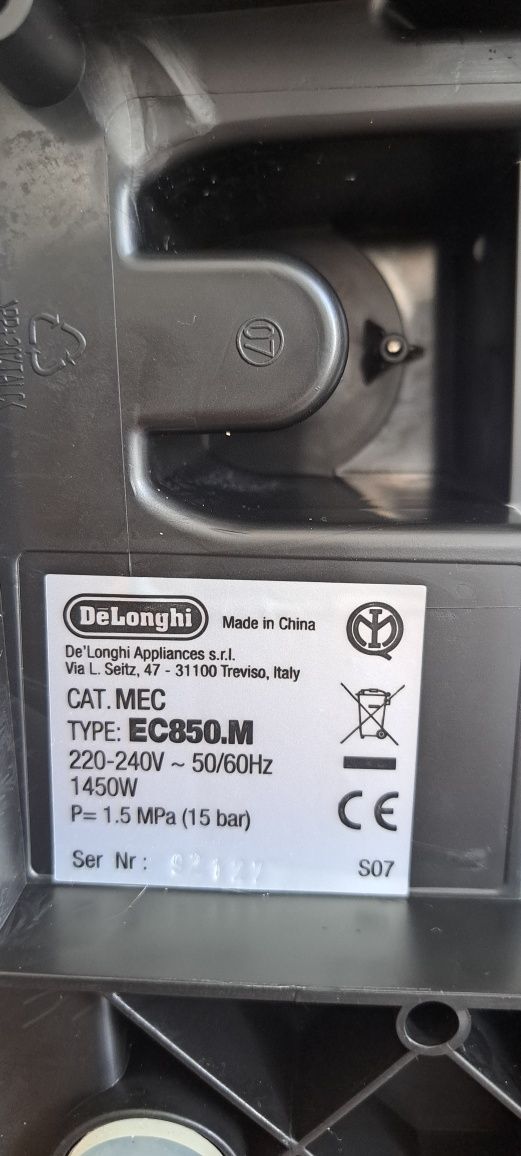 07
DeLonghi Made in China
De'Longhi Appliances s.r.l.
Via L. Seitz, 47 - 31100 Treviso, Italy
CAT. MEC
TYPE: EC850.M
220-240V ~ 50/60Hz
1450W
P= 1.5 MPa (15 bar)
Ser Nr :
S07
CE